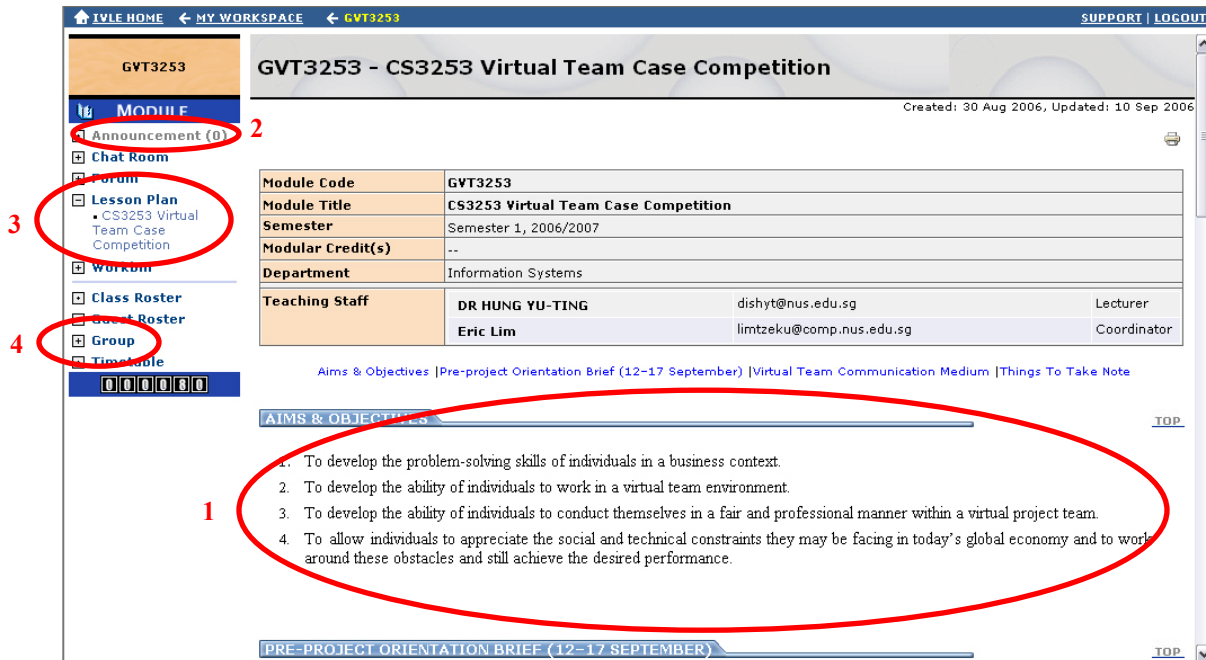 IVLE HOME MY WORKSPACE GVT3253 SUPPORT | LOGOUT
GVT3253
GVT3253 - CS3253 Virtual Team Case Competition
MODULE
Created: 30 Aug 2006, Updated: 10 Sep 2006
Announcement (0)
2
Chat Room
Forum
3
Lesson Plan
CS3253 Virtual
Team Case
Competition
Workbin
Class Roster
Guest Roster
4
Group
Timetable
000080
Module Code GVT3253
Module Title CS3253 Virtual Team Case Competition
Semester Semester 1, 2006/2007
Modular Credit(s) --
Department Information Systems
Teaching Staff DR HUNG YU-TING dishyt@nus.edu.sg Lecturer
Eric Lim limtzeku@comp.nus.edu.sg Coordinator
Aims & Objectives |Pre-project Orientation Brief (12-17 September) |Virtual Team Communication Medium |Things To Take Note
AIMS & OBJECTIVES TOP
1
1. To develop the problem-solving skills of individuals in a business context.
2. To develop the ability of individuals to work in a virtual team environment.
3. To develop the ability of individuals to conduct themselves in a fair and professional manner within a virtual project team.
4. To allow individuals to appreciate the social and technical constraints they may be facing in today's global economy and to work
around these obstacles and still achieve the desired performance.
PRE-PROJECT ORIENTATION BRIEF (12-17 SEPTEMBER) TOP